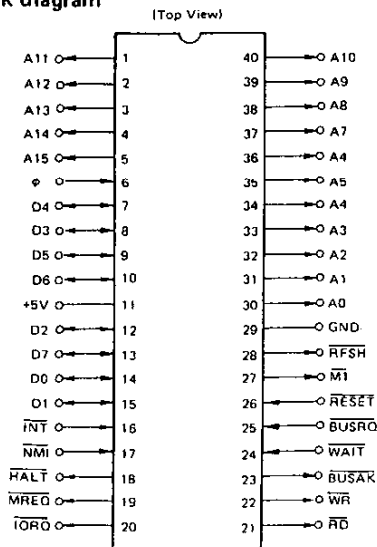 k diagram
(Top View)
A11 1 40 A10
A12 2 39 A9
A13 3 38 A8
A14 4 37 A7
A15 5 36 A4
φ 6 35 A5
D4 7 34 A4
D3 8 33 A3
D5 9 32 A2
D6 10 31 A1
+5V 11 30 A0
D2 12 29 GND
D7 13 28 RFSH
D0 14 27 M1
D1 15 26 RESET
INT 16 25 BUSRQ
NMI 17 24 WAIT
HALT 18 23 BUSAK
MREQ 19 22 WR
IORQ 20 21 RD